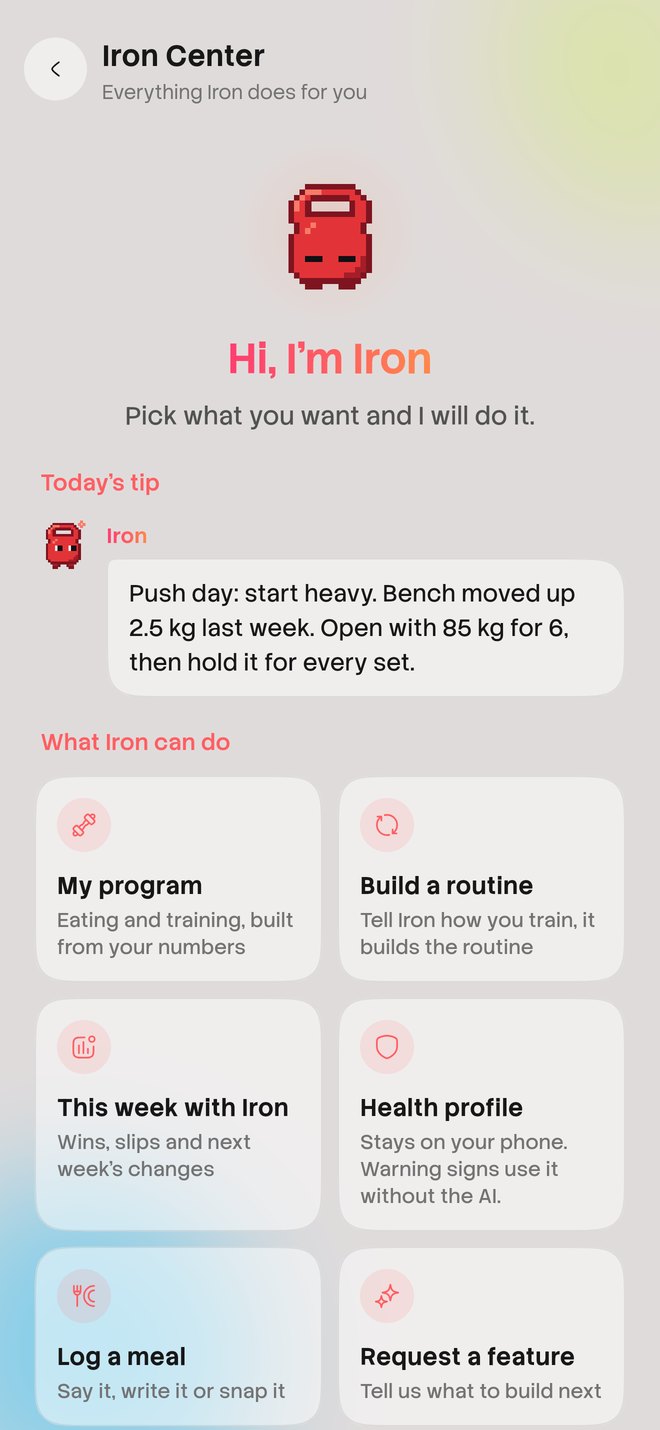 Iron Center
Everything Iron does for you
Hi, I’m Iron
Pick what you want and I will do it.
Today’s tip
Iron
Push day: start heavy. Bench moved up
2.5 kg last week. Open with 85 kg for 6,
then hold it for every set.
What Iron can do
My program
Eating and training, built
from your numbers
Build a routine
Tell Iron how you train, it
builds the routine
This week with Iron
Wins, slips and next
week’s changes
Health profile
Stays on your phone.
Warning signs use it
without the AI.
Log a meal
Say it, write it or snap it
Request a feature
Tell us what to build next